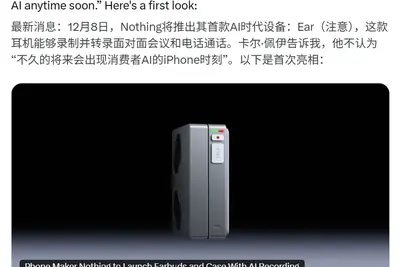 AI anytime soon.” Here's a first look:
最新消息：12月8日，Nothing将推出其首款AI时代设备：Ear（注意），这款
耳机能够录制并转录面对面会议和电话通话。卡尔·佩伊告诉我，他不认为
“不久的将来会出现消费者AI的iPhone时刻”。以下是首次亮相：
Phone Maker Nothing to Launch Earbuds and Case With AI Recording